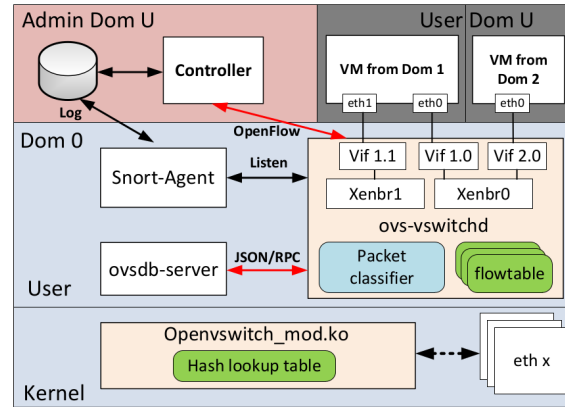 Admin Dom U
User Dom U
Controller
VM from Dom 1
VM from
Dom 2
eth1
eth0
eth0
Log
OpenFlow
Dom 0
Snort-Agent
Listen
Vif 1.1
Vif 1.0
Vif 2.0
Xenbr1
Xenbr0
ovs-vswitchd
ovsdb-server
JSON/RPC
Packet
classifier
flowtable
User
Openvswitch_mod.ko
Hash lookup table
eth x
Kernel